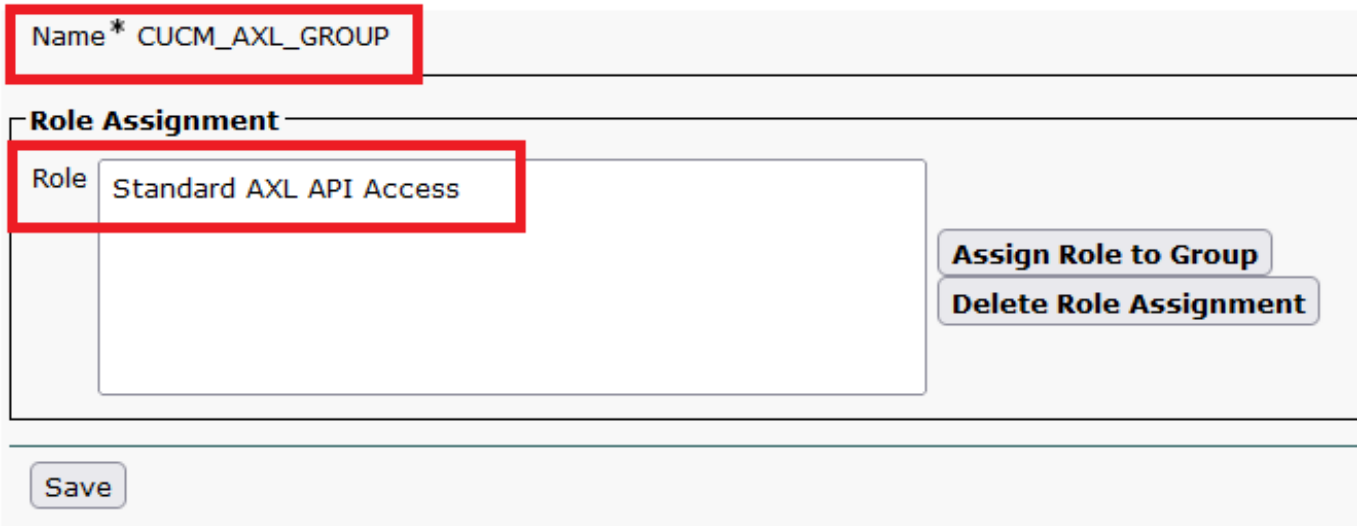 Name* CUCM_AXL_GROUP
Role Assignment
Role
Standard AXL API Access
Assign Role to Group
Delete Role Assignment
Save